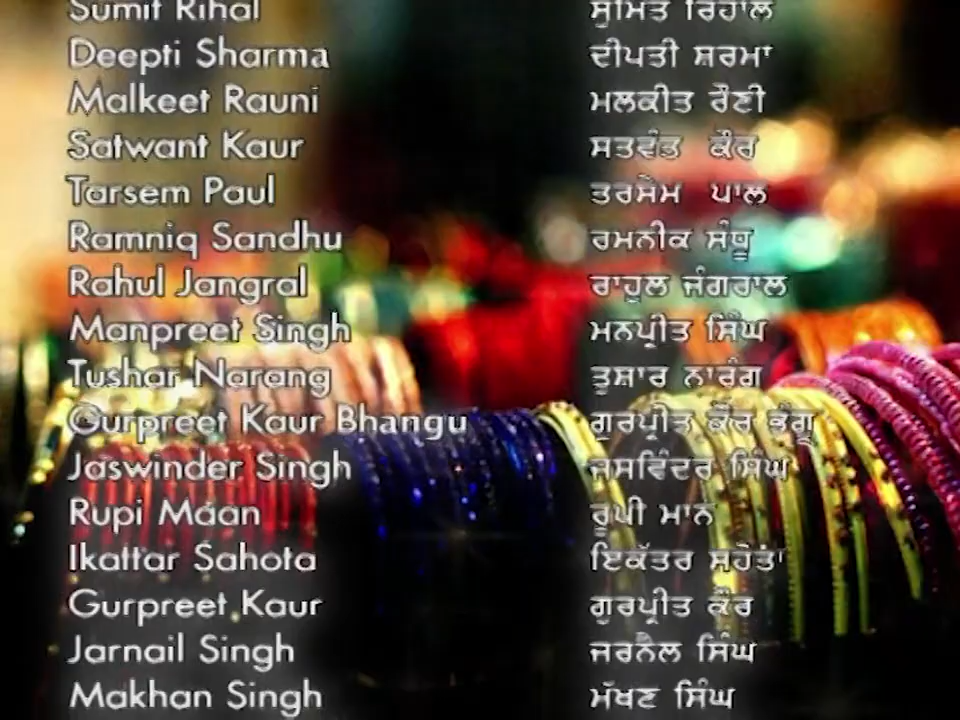 Sumit Rihal ਸੁਮਿਤ ਰਿਹਾਲ
Deepti Sharma ਦੀਪਤੀ ਸ਼ਰਮਾ
Malkeet Rauni ਮਲਕੀਤ ਰੌਣੀ
Satwant Kaur ਸਤਵੰਤ ਕੌਰ
Tarsem Paul ਤਰਸੇਮ ਪਾਲ
Ramniq Sandhu ਰਮਨੀਕ ਸੰਧੂ
Rahul Jangral ਰਾਹੁਲ ਜੰਗਰਾਲ
Manpreet Singh ਮਨਪ੍ਰੀਤ ਸਿੰਘ
Tushar Narang ਤੁਸ਼ਾਰ ਨਾਰੰਗ
Gurpreet Kaur Bhangu ਗੁਰਪ੍ਰੀਤ ਕੌਰ ਭੰਗੂ
Jaswinder Singh ਜਸਵਿੰਦਰ ਸਿੰਘ
Rupi Maan ਰੂਪੀ ਮਾਨ
Ikattar Sahota ਇਕੱਤਰ ਸਹੋਤਾ
Gurpreet Kaur ਗੁਰਪ੍ਰੀਤ ਕੌਰ
Jarnail Singh ਜਰਨੈਲ ਸਿੰਘ
Makhan Singh ਮੱਖਣ ਸਿੰਘ